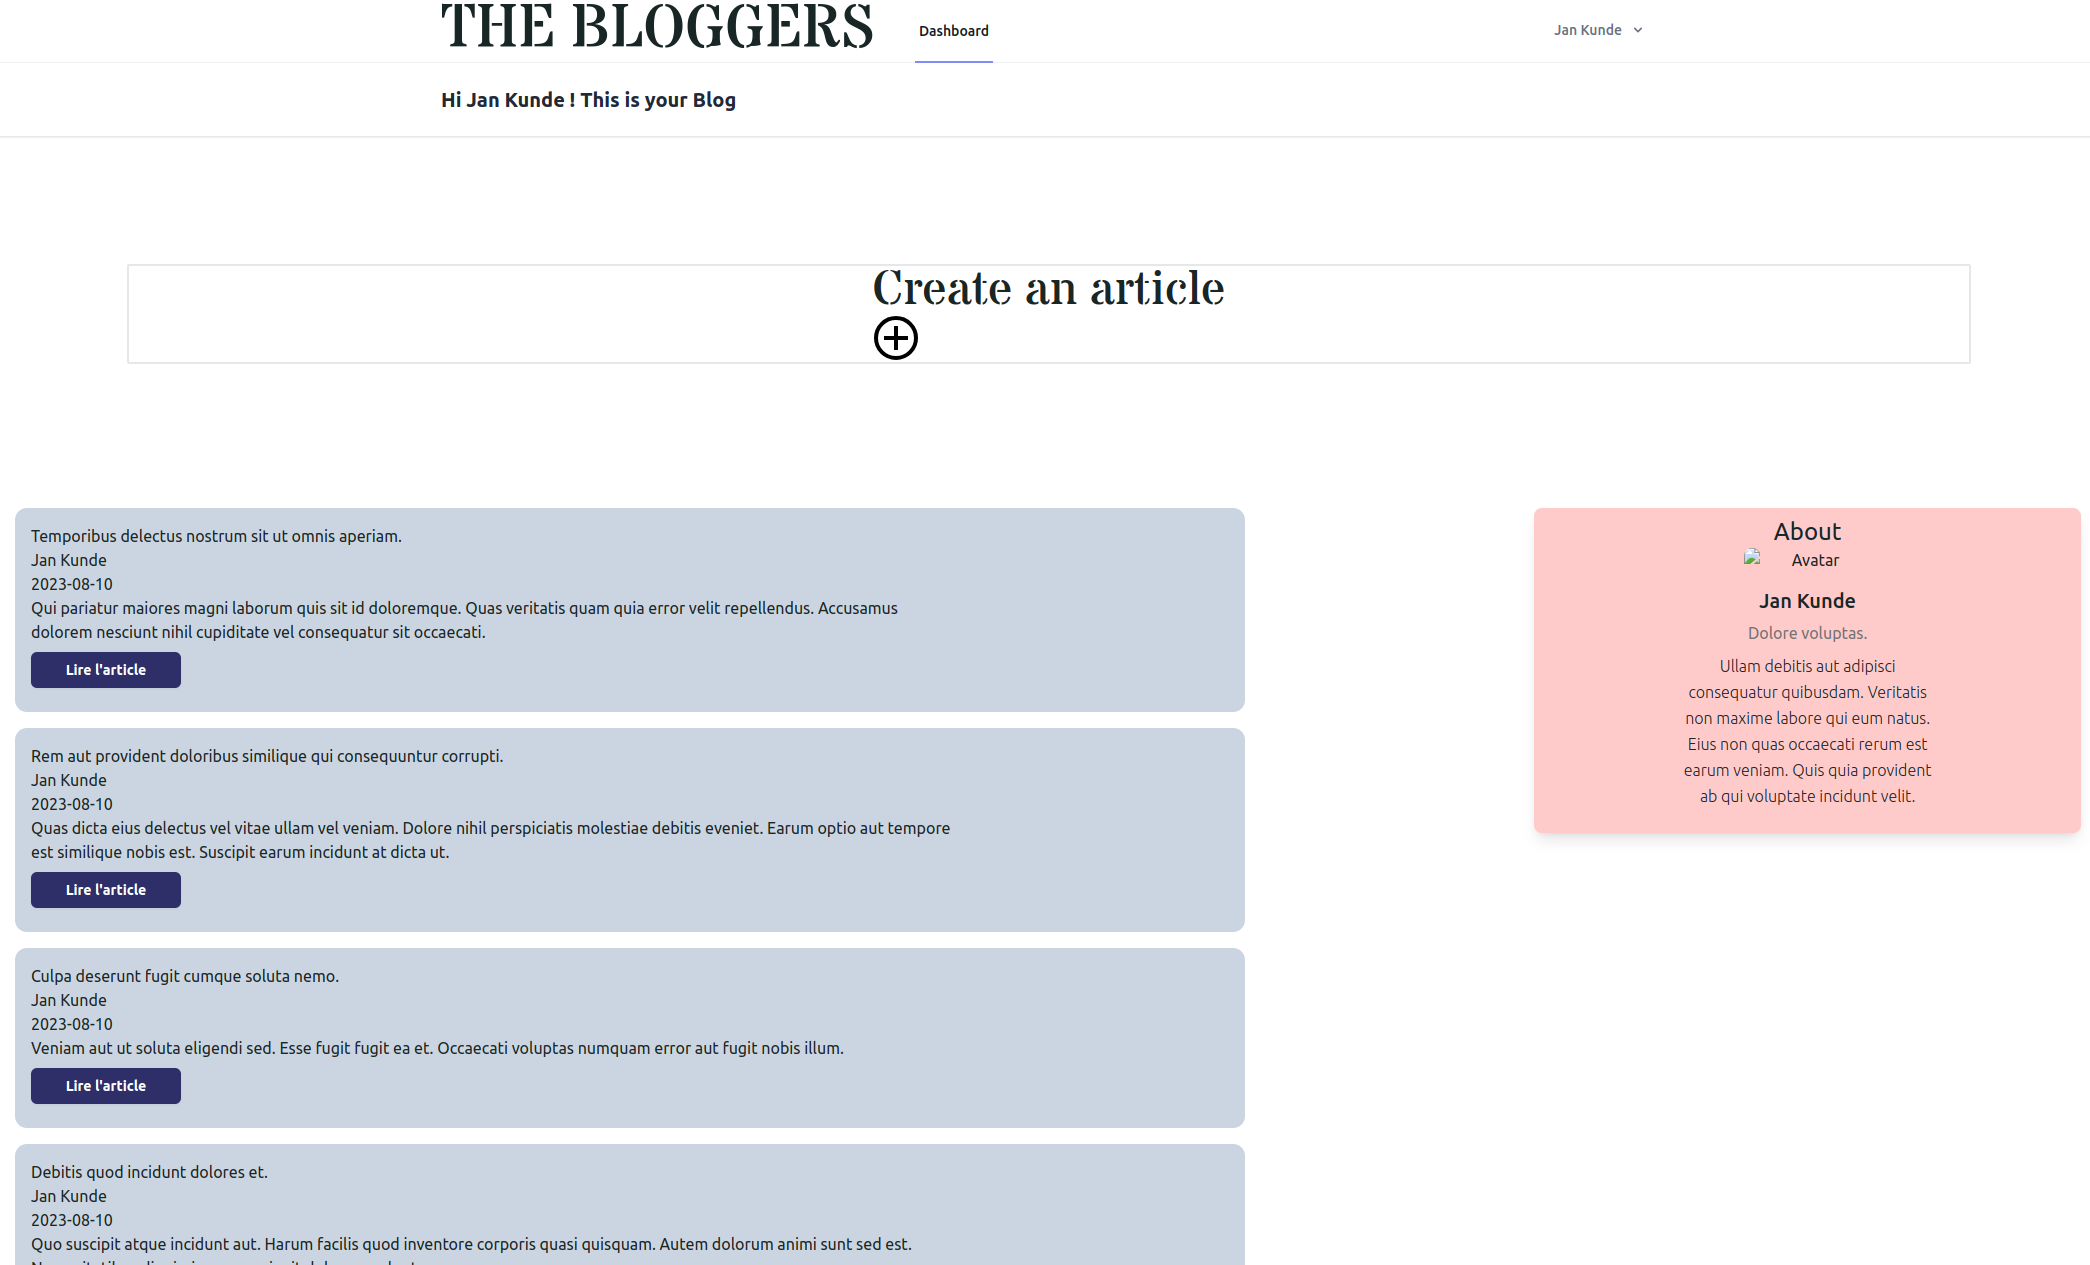 THE BLOGGERS
Dashboard
Jan Kunde
Hi Jan Kunde ! This is your Blog
Create an article
Temporibus delectus nostrum sit ut omnis aperiam.
Jan Kunde
2023-08-10
Qui pariatur maiores magni laborum quis sit id doloremque. Quas veritatis quam quia error velit repellendus. Accusamus
dolorem nesciunt nihil cupiditate vel consequatur sit occaecati.
Lire l'article
Rem aut provident doloribus similique qui consequuntur corrupti.
Jan Kunde
2023-08-10
Quas dicta eius delectus vel vitae ullam vel veniam. Dolore nihil perspiciatis molestiae debitis eveniet. Earum optio aut tempore
est similique nobis est. Suscipit earum incidunt at dicta ut.
Lire l'article
Culpa deserunt fugit cumque soluta nemo.
Jan Kunde
2023-08-10
Veniam aut ut soluta eligendi sed. Esse fugit fugit ea et. Occaecati voluptas numquam error aut fugit nobis illum.
Lire l'article
Debitis quod incidunt dolores et.
Jan Kunde
2023-08-10
Quo suscipit atque incidunt aut. Harum facilis quod inventore corporis quasi quisquam. Autem dolorum animi sunt sed est.
About
Avatar
Jan Kunde
Dolore voluptas.
Ullam debitis aut adipisci
consequatur quibusdam. Veritatis
non maxime labore qui eum natus.
Eius non quas occaecati rerum est
earum veniam. Quis quia provident
ab qui voluptate incidunt velit.